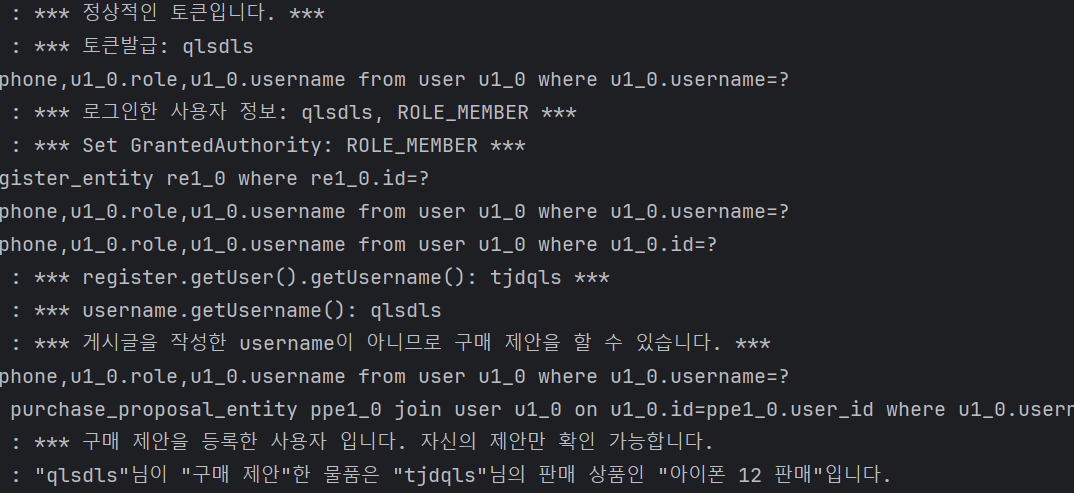 : *** 정상적인 토큰입니다. ***
: *** 토큰발급: qlsdls
phone,u1_0.role,u1_0.username from user u1_0 where u1_0.username=?
: *** 로그인한 사용자 정보: qlsdls, ROLE_MEMBER ***
: *** Set GrantedAuthority: ROLE_MEMBER ***
gister_entity re1_0 where re1_0.id=?
phone,u1_0.role,u1_0.username from user u1_0 where u1_0.username=?
phone,u1_0.role,u1_0.username from user u1_0 where u1_0.id=?
: *** register.getUser().getUsername(): tjdqls ***
: *** username.getUsername(): qlsdls
: *** 게시글을 작성한 username이 아니므로 구매 제안을 할 수 있습니다. ***
phone,u1_0.role,u1_0.username from user u1_0 where u1_0.username=?
purchase_proposal_entity ppe1_0 join user u1_0 on u1_0.id=ppe1_0.user_id where u1_0.usern
: *** 구매 제안을 등록한 사용자 입니다. 자신의 제안만 확인 가능합니다.
: "qlsdls"님이 "구매 제안"한 물품은 "tjdqls"님의 판매 상품인 "아이폰 12 판매"입니다.